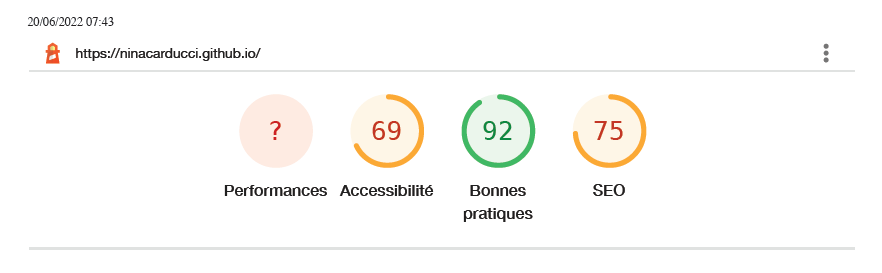 20/06/2022 07:43
https://ninacarducci.github.io/
? 69 92 75
Performances Accessibilité Bonnes pratiques SEO